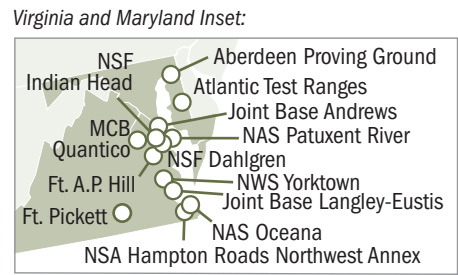 Virginia and Maryland Inset:
NSF
Indian Head
Aberdeen Proving Ground
Atlantic Test Ranges
Joint Base Andrews
MCB
Quantico
NAS Patuxent River
NSF Dahlgren
Ft. A.P. Hill
NWS Yorktown
Joint Base Langley-Eustis
Ft. Pickett
NAS Oceana
NSA Hampton Roads Northwest Annex